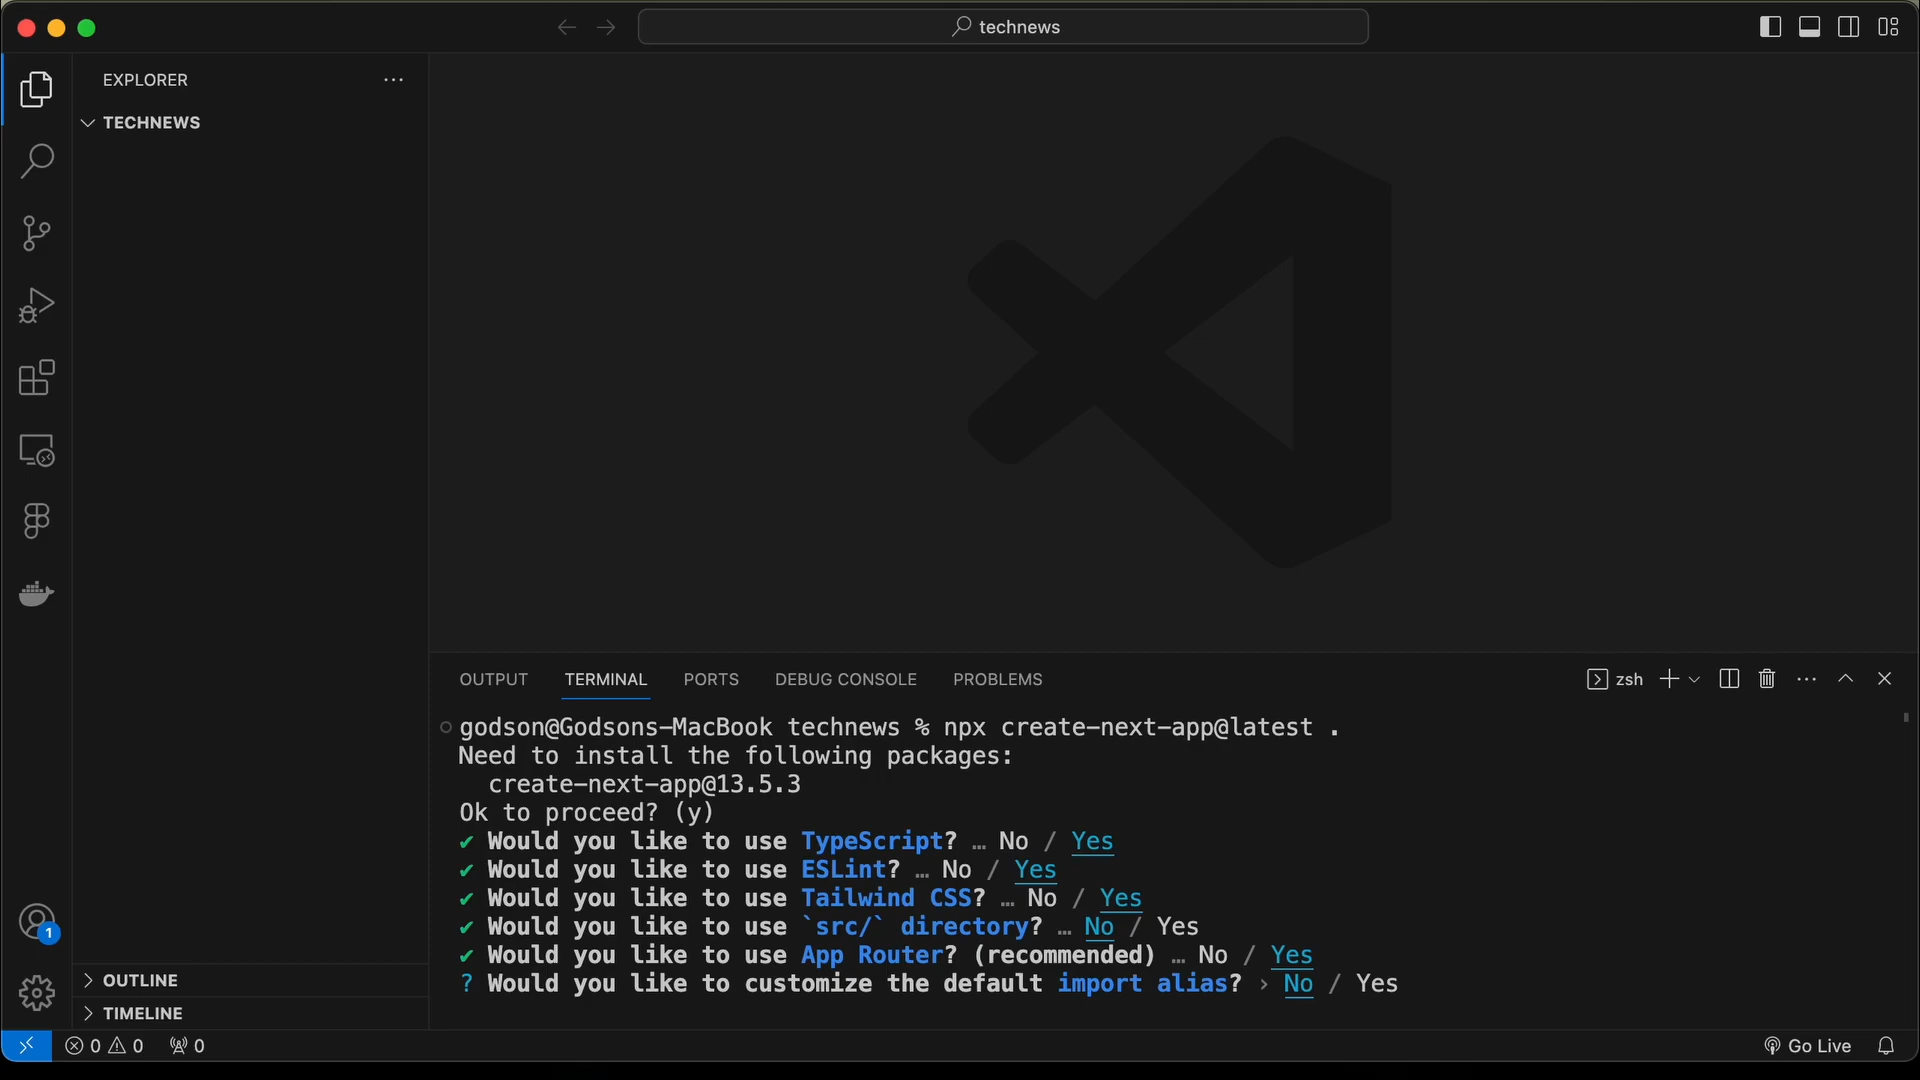 technews
EXPLORER
TECHNEWS
OUTPUT TERMINAL PORTS DEBUG CONSOLE PROBLEMS zsh
godson@Godsons-MacBook technews % npx create-next-app@latest .
Need to install the following packages:
create-next-app@13.5.3
Ok to proceed? (y)
✔ Would you like to use TypeScript? … No / Yes
✔ Would you like to use ESLint? … No / Yes
✔ Would you like to use Tailwind CSS? … No / Yes
✔ Would you like to use `src/` directory? … No / Yes
✔ Would you like to use App Router? (recommended) … No / Yes
? Would you like to customize the default import alias? › No / Yes
1
OUTLINE
TIMELINE
0 0 0 Go Live